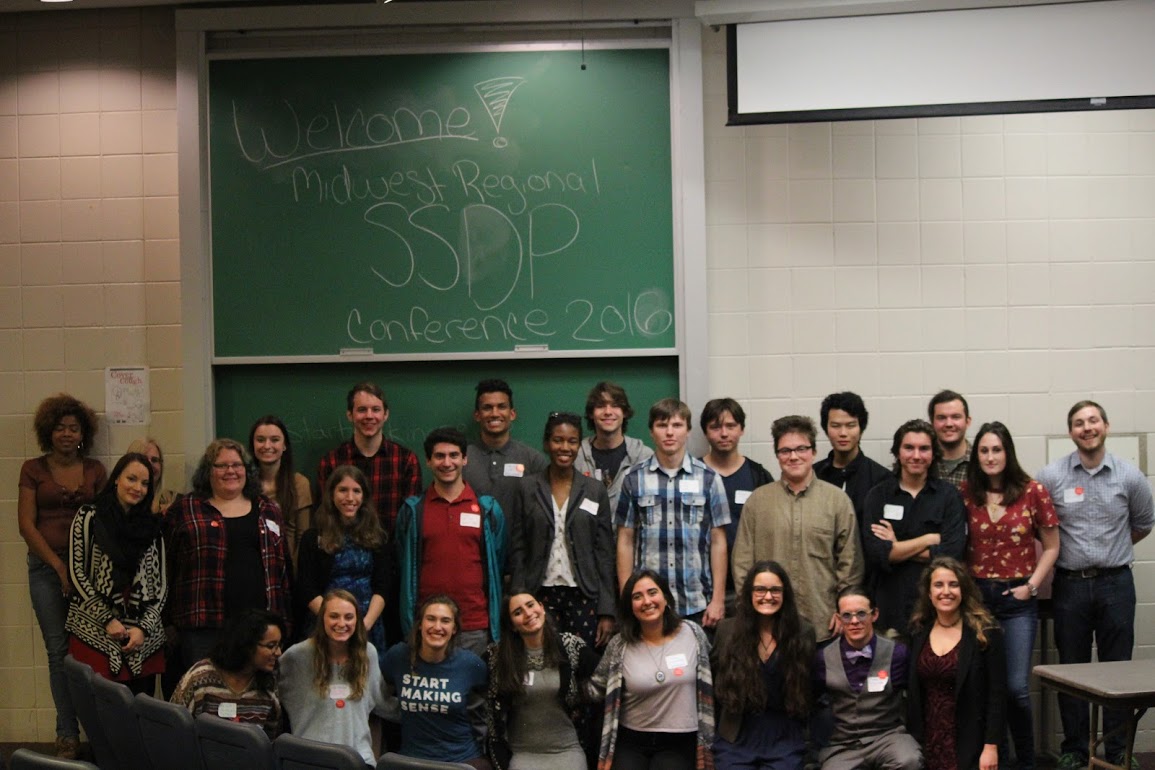 Welcome!
Midwest Regional
SSDP
Conference 2016
START
MAKING
SENSE